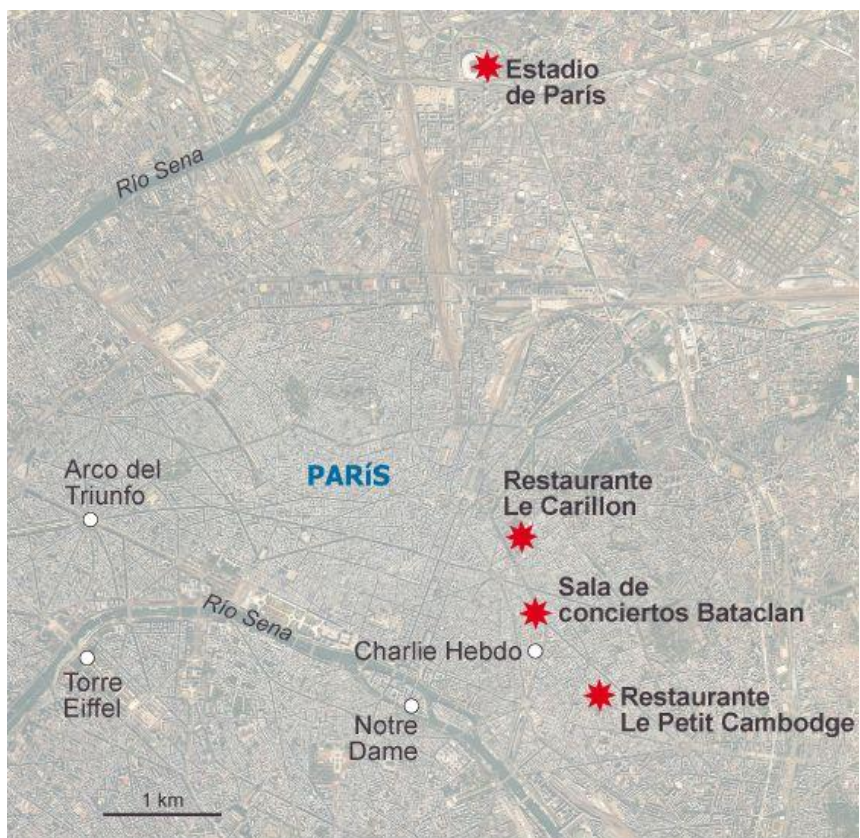 Estadio
de París
Río Sena
Arco del
Triunfo
PARíS
Restaurante
Le Carillon
Sala de
conciertos Bataclan
Río Sena
Charlie Hebdo
Torre
Eiffel
Notre
Dame
Restaurante
Le Petit Cambodge
1 km